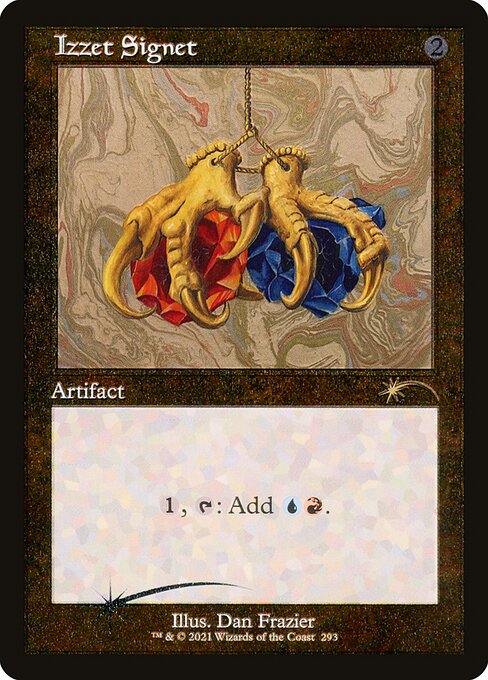 Izzet Signet
2
Artifact
1 , : Add .
Illus. Dan Frazier
™ & © 2021 Wizards of the Coast 293